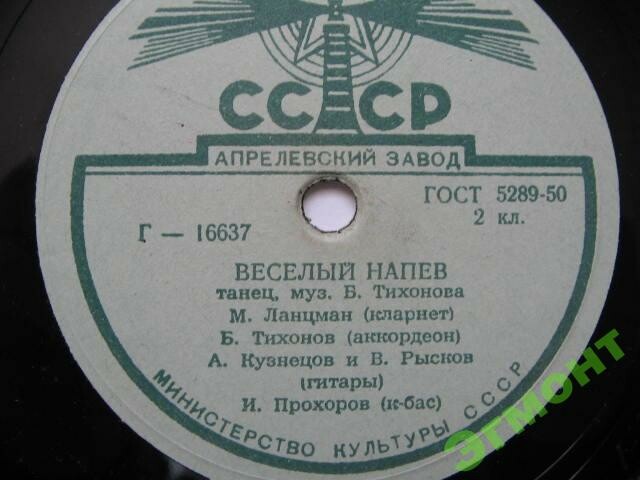 СССР
АПРЕЛЕВСКИЙ ЗАВОД
ГОСТ 5289-50
2 кл.
Г — 16637
ВЕСЕЛЫЙ НАПЕВ
танец, муз. Б. Тихонова
М. Ланцман (кларнет)
Б. Тихонов (аккордеон)
А. Кузнецов и В. Рысков
(гитары)
И. Прохоров (к-бас)
МИНИСТЕРСТВО КУЛЬТУРЫ СССР
Эгмонт